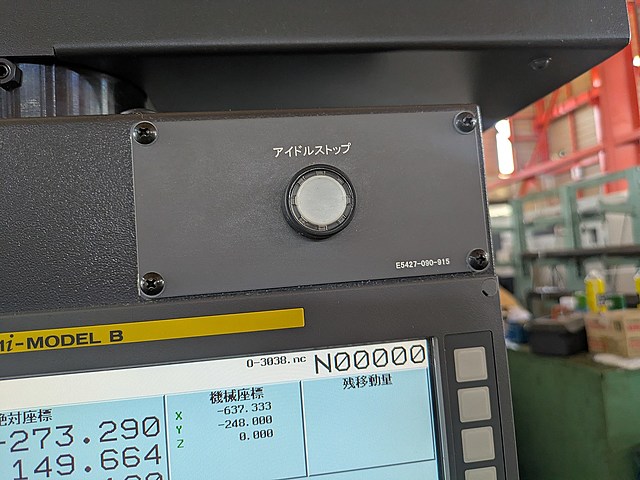 アイドルストップ
E5427-090-915
i-MODEL B
O-3038.nc N00000
絶対座標 機械座標 残移動量
-273.290 X -637.333
149.664 Y -248.000
Z 0.000